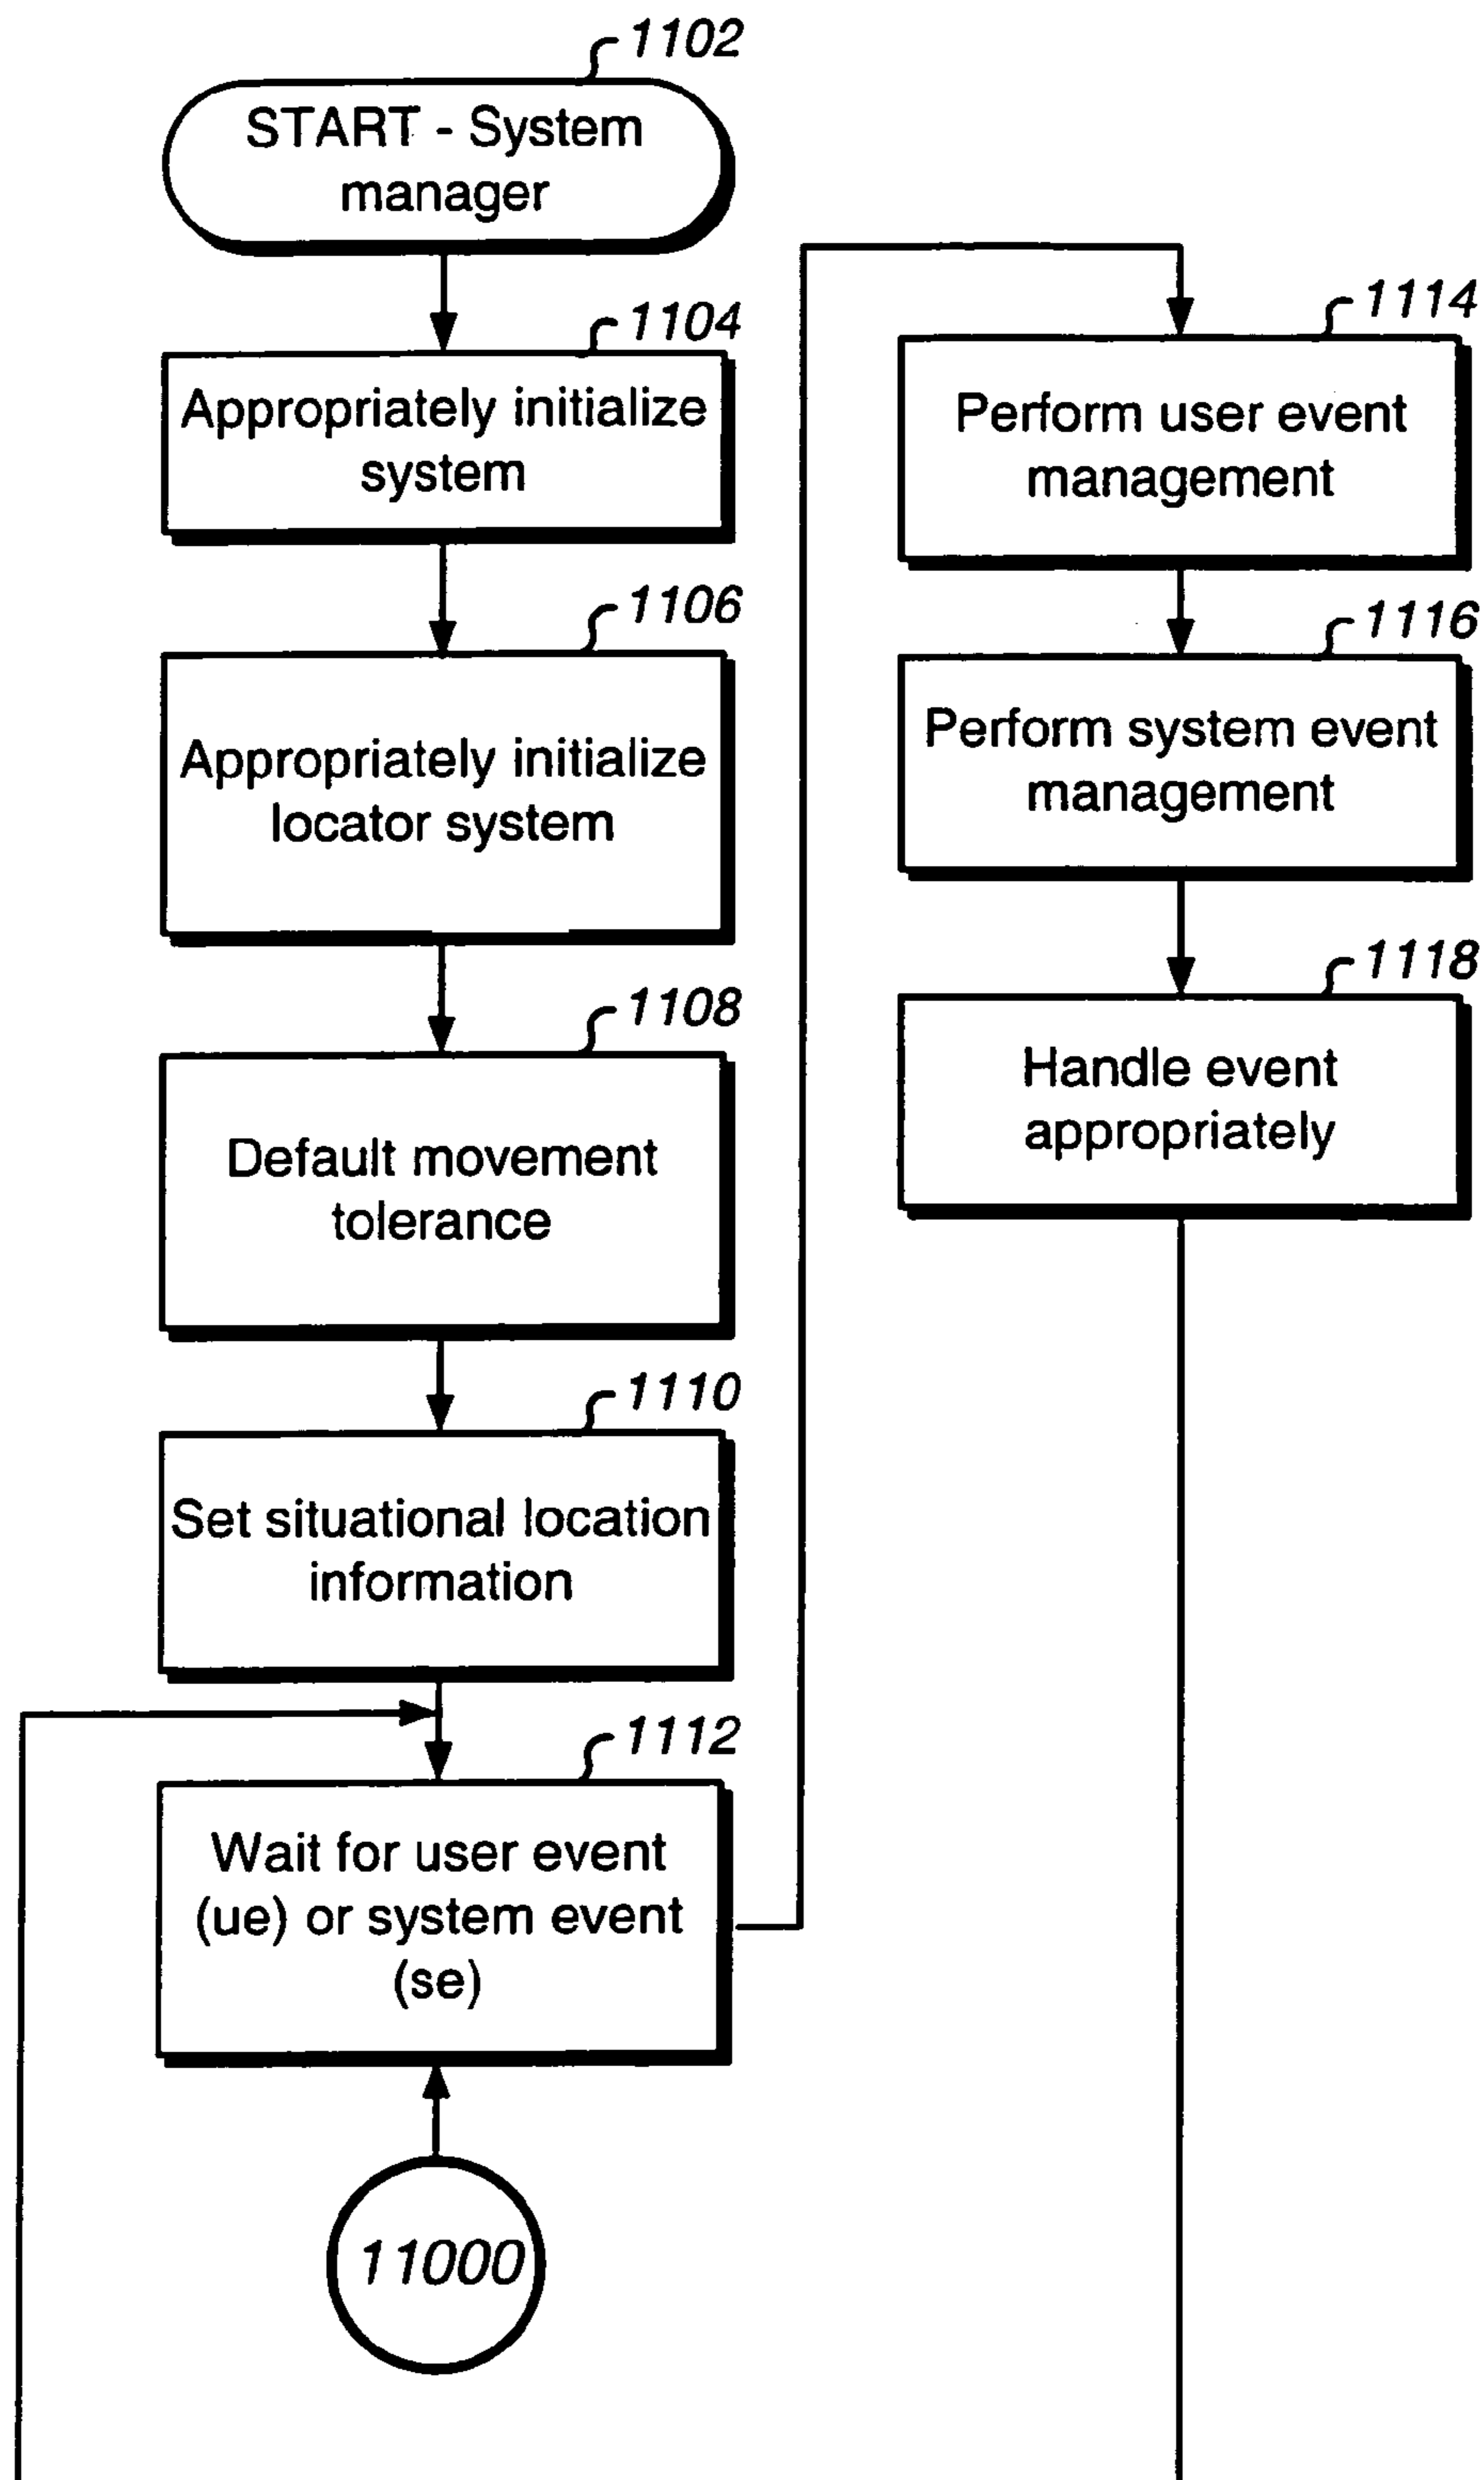 1102
START - System
manager
1104
Appropriately initialize
system
1106
Appropriately initialize
locator system
1108
Default movement
tolerance
1110
Set situational location
information
1112
Wait for user event
(ue) or system event
(se)
11000
1114
Perform user event
management
1116
Perform system event
management
1118
Handle event
appropriately